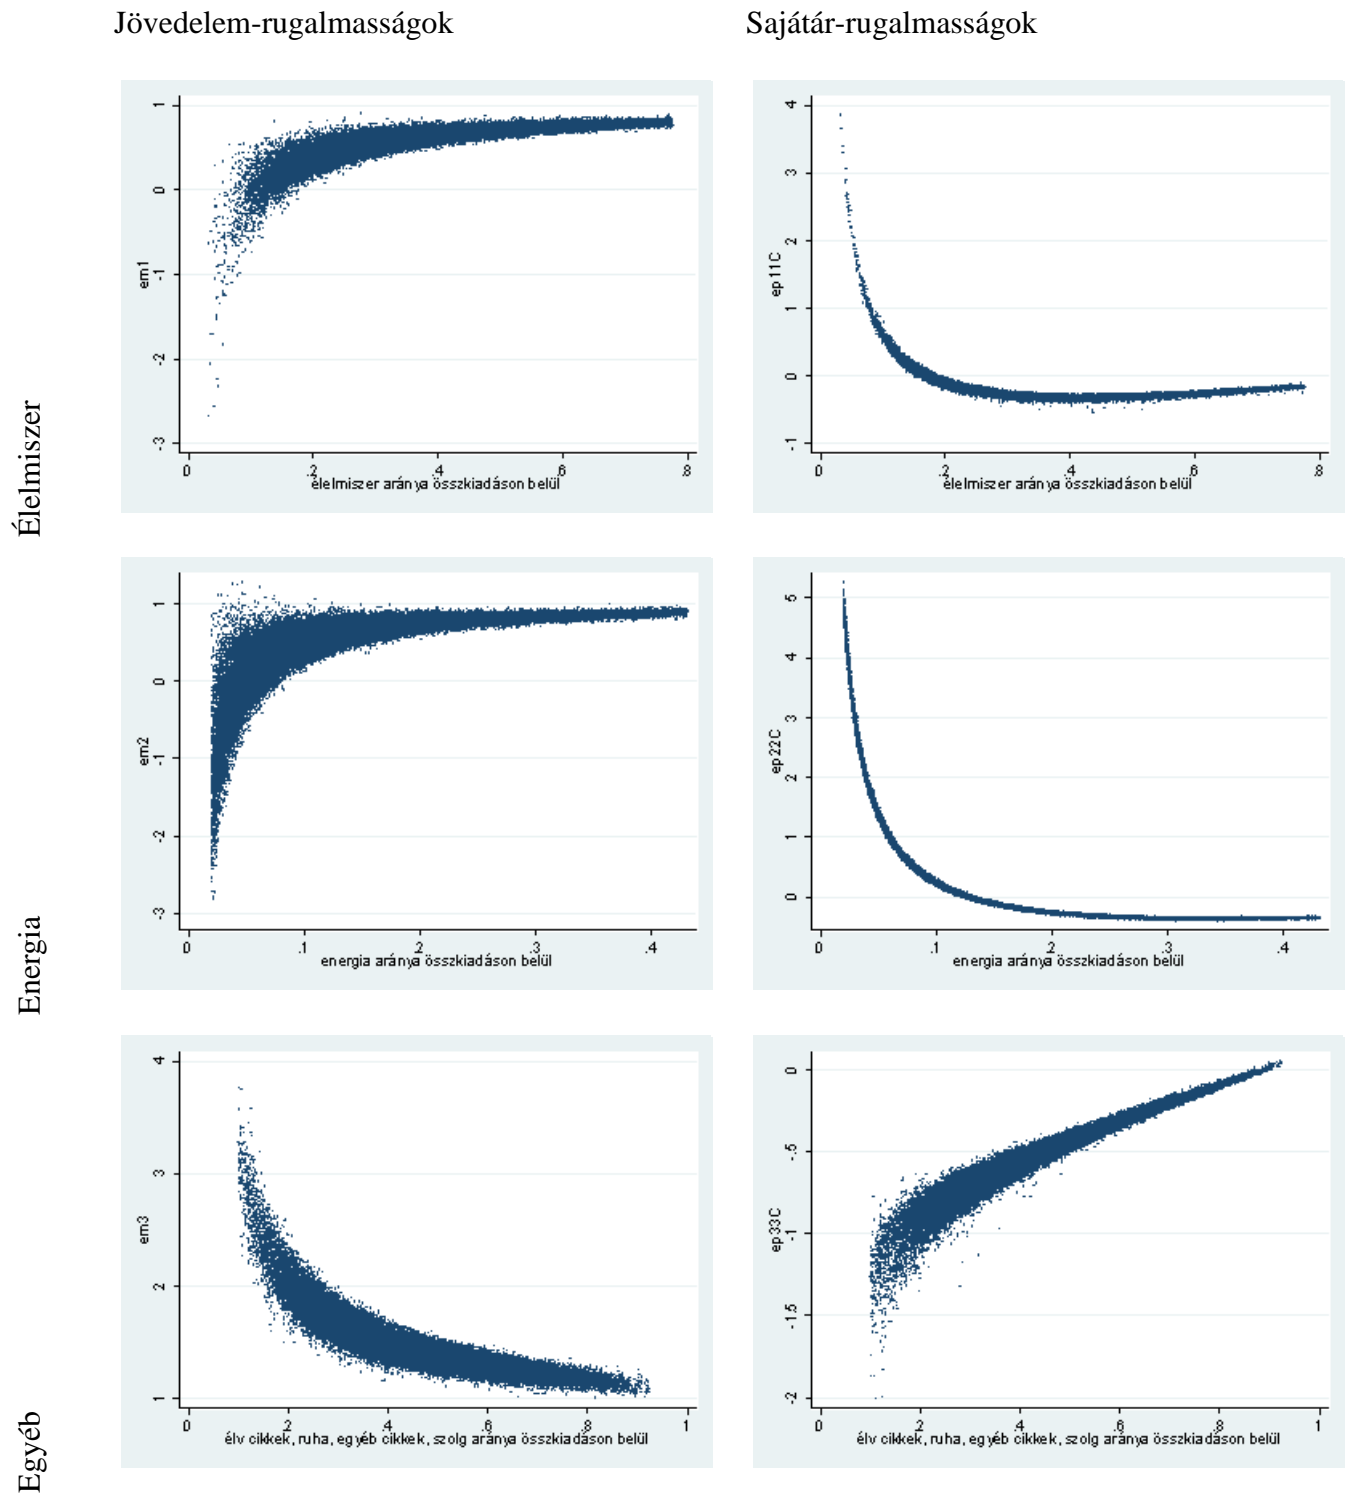 Jövedelem-rugalmasságok
Sajátár-rugalmasságok
Élelmiszer
em1
1
0
-1
-2
-3
0 .2 .4 .6 .8
élelmiszer aránya összkiadáson belül
ep11C
4
3
2
1
0
-1
0 .2 .4 .6 .8
élelmiszer aránya összkiadáson belül
Energia
em2
1
0
-1
-2
-3
0 .1 .2 .3 .4
energia aránya összkiadáson belül
ep22C
5
4
3
2
1
0
0 .1 .2 .3 .4
energia aránya összkiadáson belül
Egyéb
em3
4
3
2
1
0 .2 .4 .6 .8 1
élv cikkek, ruha, egyéb cikkek, szolg aránya összkiadáson belül
ep33C
0
-.5
-1
-1.5
-2
0 .2 .4 .6 .8 1
élv cikkek, ruha, egyéb cikkek, szolg aránya összkiadáson belül